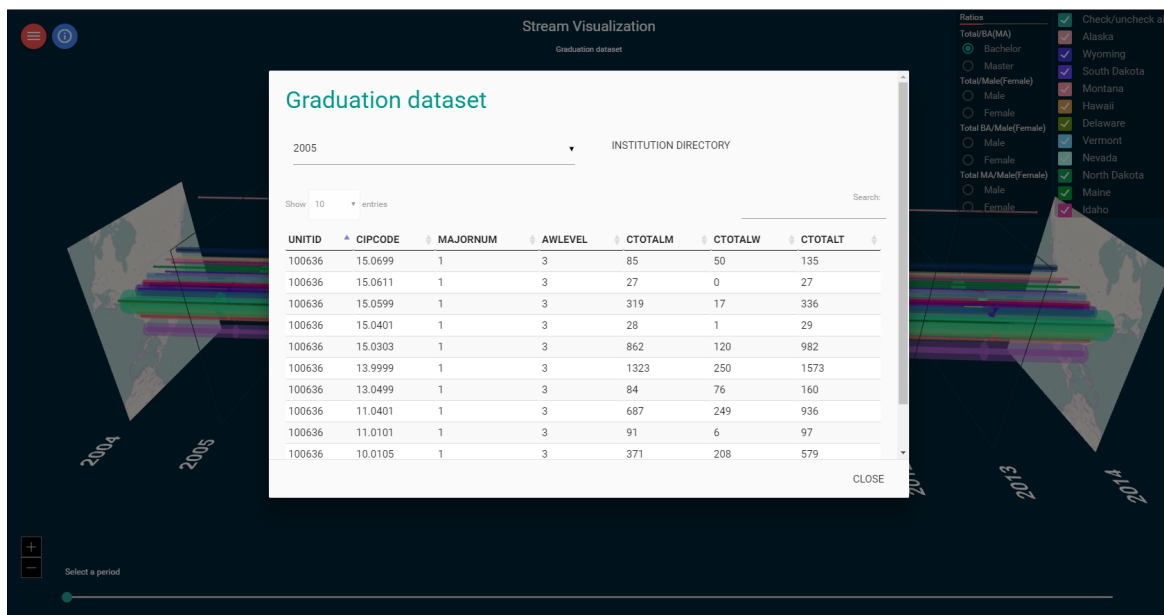 Stream Visualization
Graduation dataset
Ratios
Total/BA(MA)
Bachelor
Master
Total/Male(Female)
Male
Female
Total BA/Male(Female)
Male
Female
Total MA/Male(Female)
Male
Female
Check/uncheck al
Alaska
Wyoming
South Dakota
Montana
Hawaii
Delaware
Vermont
Nevada
North Dakota
Maine
Idaho
Graduation dataset
2005 INSTITUTION DIRECTORY
Show 10 entries Search:
UNITID CIPCODE MAJORNUM AWLEVEL CTOTALM CTOTALW CTOTALT
100636 15.0699 1 3 85 50 135
100636 15.0611 1 3 27 0 27
100636 15.0599 1 3 319 17 336
100636 15.0401 1 3 28 1 29
100636 15.0303 1 3 862 120 982
100636 13.9999 1 3 1323 250 1573
100636 13.0499 1 3 84 76 160
100636 11.0401 1 3 687 249 936
100636 11.0101 1 3 91 6 97
100636 10.0105 1 3 371 208 579
CLOSE
2004
2005
2013
2014
+
−
Select a period